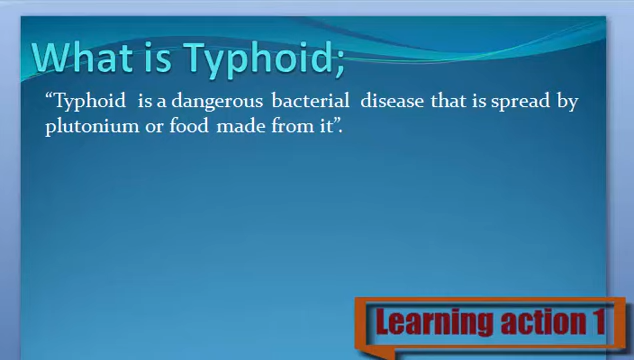 What is Typhoid;
“Typhoid is a dangerous bacterial disease that is spread by
plutonium or food made from it”.
Learning action 1